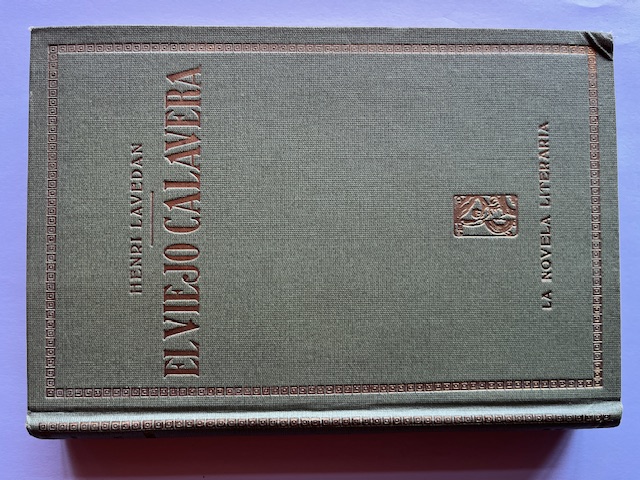 HENRI LAVEDAN
EL VIEJO CALAVERA
LA NOVELA LITERARIA